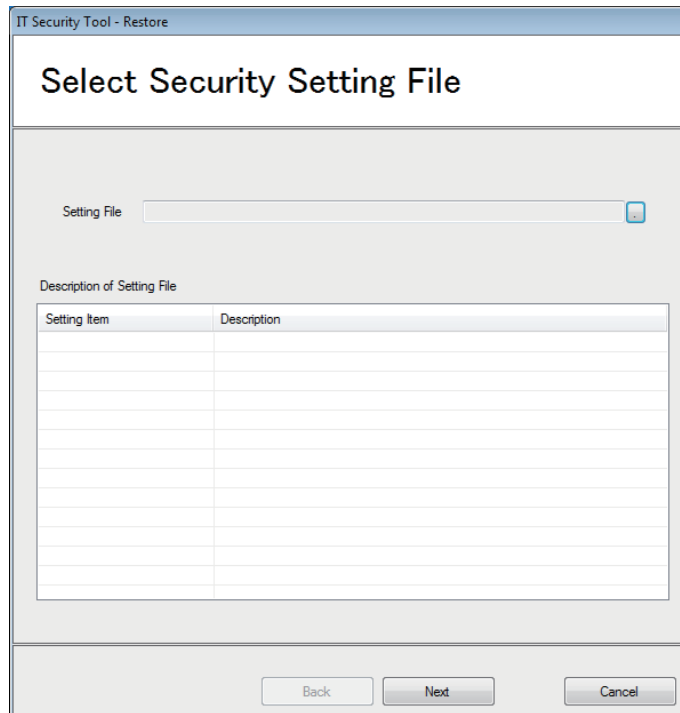 IT Security Tool - Restore
Select Security Setting File
Setting File
.
Description of Setting File
Setting Item Description
Back Next Cancel